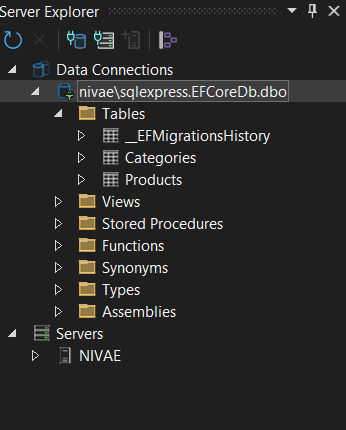 Server Explorer
Data Connections
nivae\sqlexpress.EFCoreDb.dbo
Tables
__EFMigrationsHistory
Categories
Products
Views
Stored Procedures
Functions
Synonyms
Types
Assemblies
Servers
NIVAE